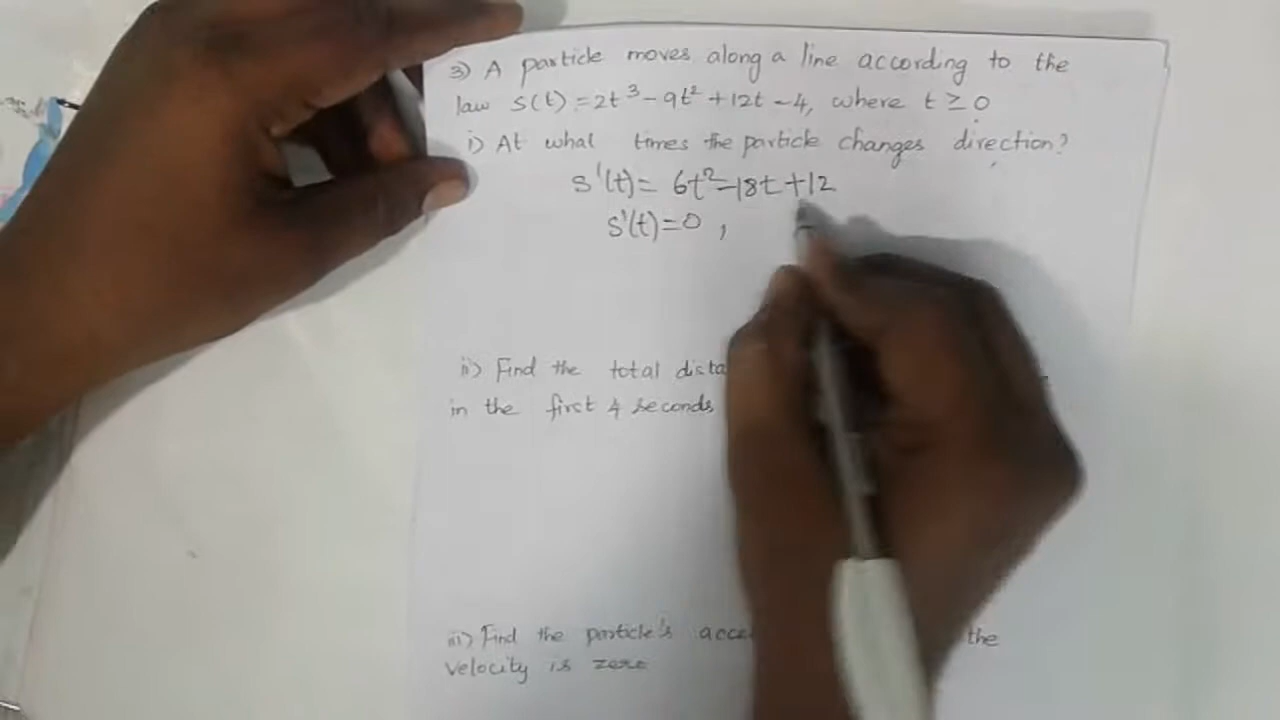 3) A particle moves along a line according to the
law s(t) = 2t³ - 9t² + 12t - 4, where t ≥ 0
i) At what times the particle changes direction?
s'(t) = 6t² - 18t + 12
s'(t) = 0 ,
ii) Find the total dista
in the first 4 seconds
iii) Find the particle's acce the
velocity is zero